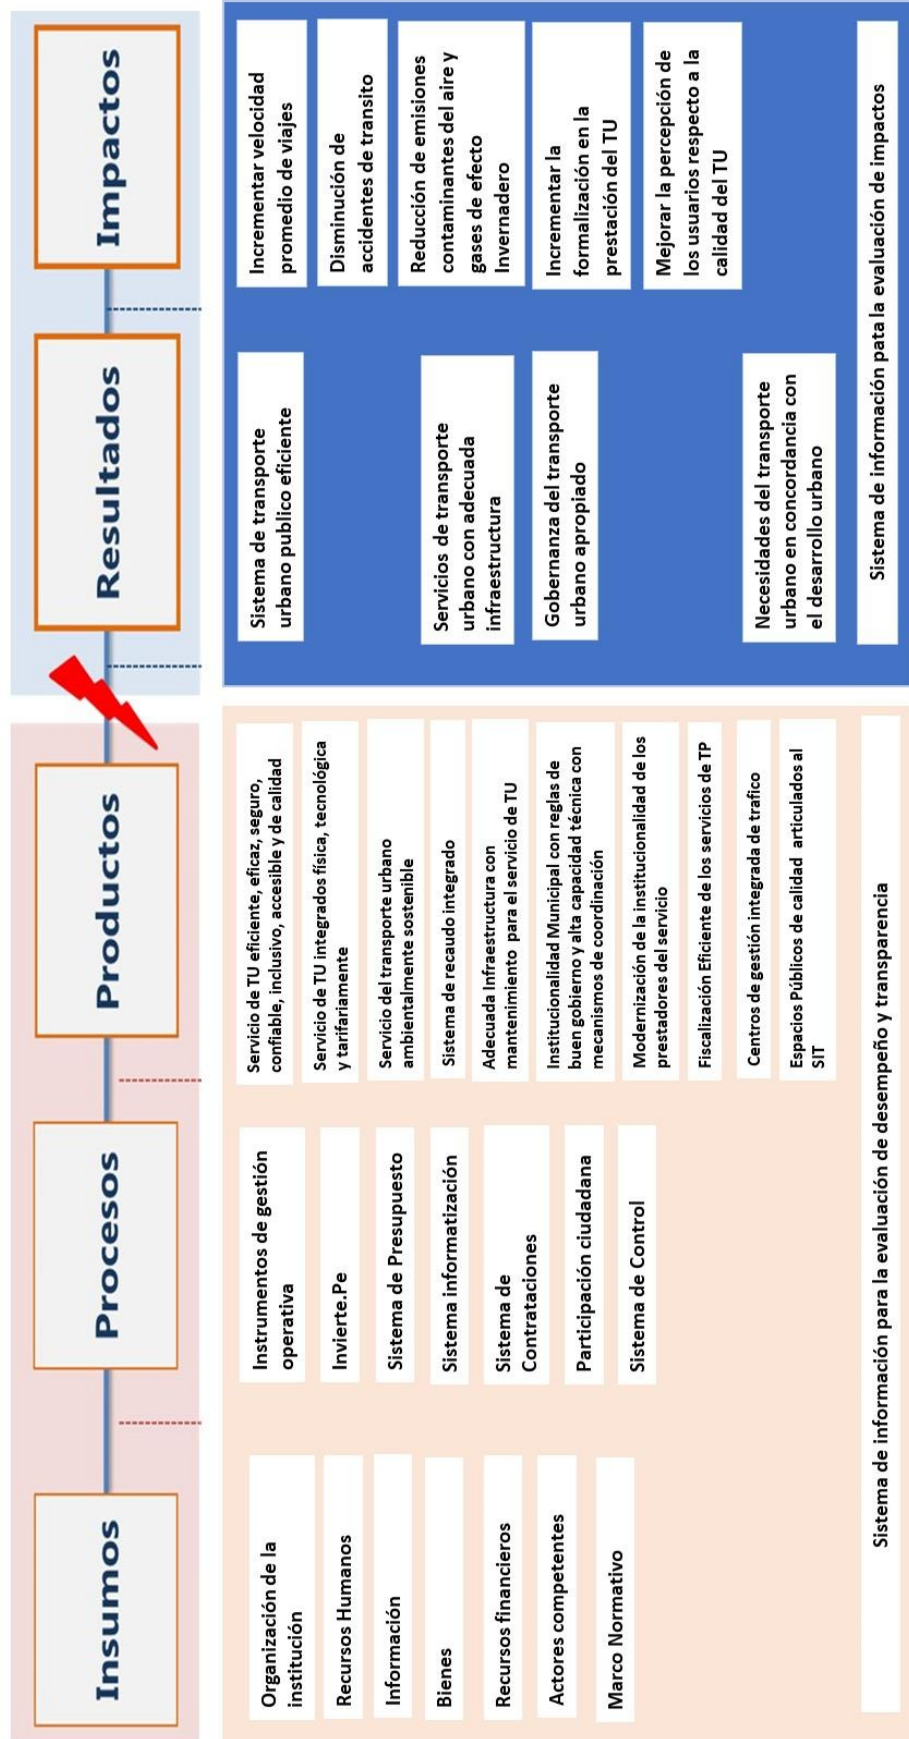 Insumos
Procesos
Productos
Resultados
Impactos
Organización de la
institución
Recursos Humanos
Información
Bienes
Recursos financieros
Actores competentes
Marco Normativo
Instrumentos de gestión
operativa
Invierte.Pe
Sistema de Presupuesto
Sistema informatización
Sistema de
Contrataciones
Participación ciudadana
Sistema de Control
Servicio de TU eficiente, eficaz, seguro,
confiable, inclusivo, accesible y de calidad
Servicio de TU integrados física, tecnológica
y tarifariamente
Servicio del transporte urbano
ambientalmente sostenible
Sistema de recaudo integrado
Adecuada Infraestructura con
mantenimiento para el servicio de TU
Institucionalidad Municipal con reglas de
buen gobierno y alta capacidad técnica con
mecanismos de coordinación
Modernización de la institucionalidad de los
prestadores del servicio
Fiscalización Eficiente de los servicios de TP
Centros de gestión integrada de trafico
Espacios Públicos de calidad articulados al
SIT
Sistema de información para la evaluación de desempeño y transparencia
Sistema de transporte
urbano publico eficiente
Servicios de transporte
urbano con adecuada
infraestructura
Gobernanza del transporte
urbano apropiado
Necesidades del transporte
urbano en concordancia con
el desarrollo urbano
Incrementar velocidad
promedio de viajes
Disminución de
accidentes de transito
Reducción de emisiones
contaminantes del aire y
gases de efecto
Invernadero
Incrementar la
formalización en la
prestación del TU
Mejorar la percepción de
los usuarios respecto a la
calidad del TU
Sistema de información pata la evaluación de impactos